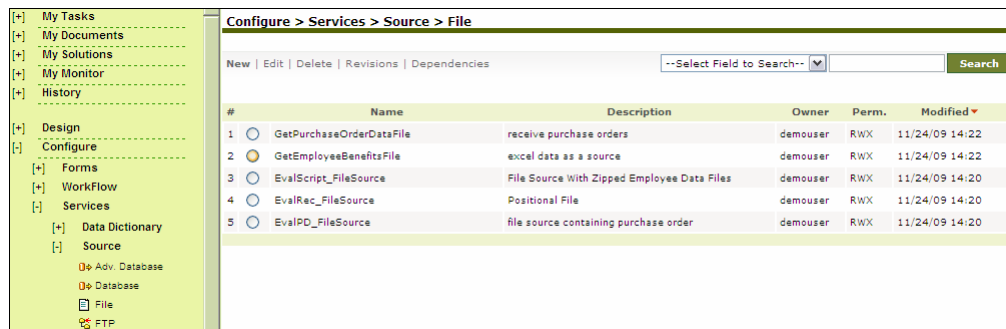 [+] My Tasks
[+] My Documents
[+] My Solutions
[+] My Monitor
[+] History
[+] Design
[-] Configure
[+] Forms
[+] WorkFlow
[-] Services
[+] Data Dictionary
[-] Source
Adv. Database
Database
File
FTP
Configure > Services > Source > File
New | Edit | Delete | Revisions | Dependencies --Select Field to Search-- Search
# Name Description Owner Perm. Modified
1 GetPurchaseOrderDataFile receive purchase orders demouser RWX 11/24/09 14:22
2 GetEmployeeBenefitsFile excel data as a source demouser RWX 11/24/09 14:22
3 EvalScript_FileSource File Source With Zipped Employee Data Files demouser RWX 11/24/09 14:20
4 EvalRec_FileSource Positional File demouser RWX 11/24/09 14:20
5 EvalPD_FileSource file source containing purchase order demouser RWX 11/24/09 14:20